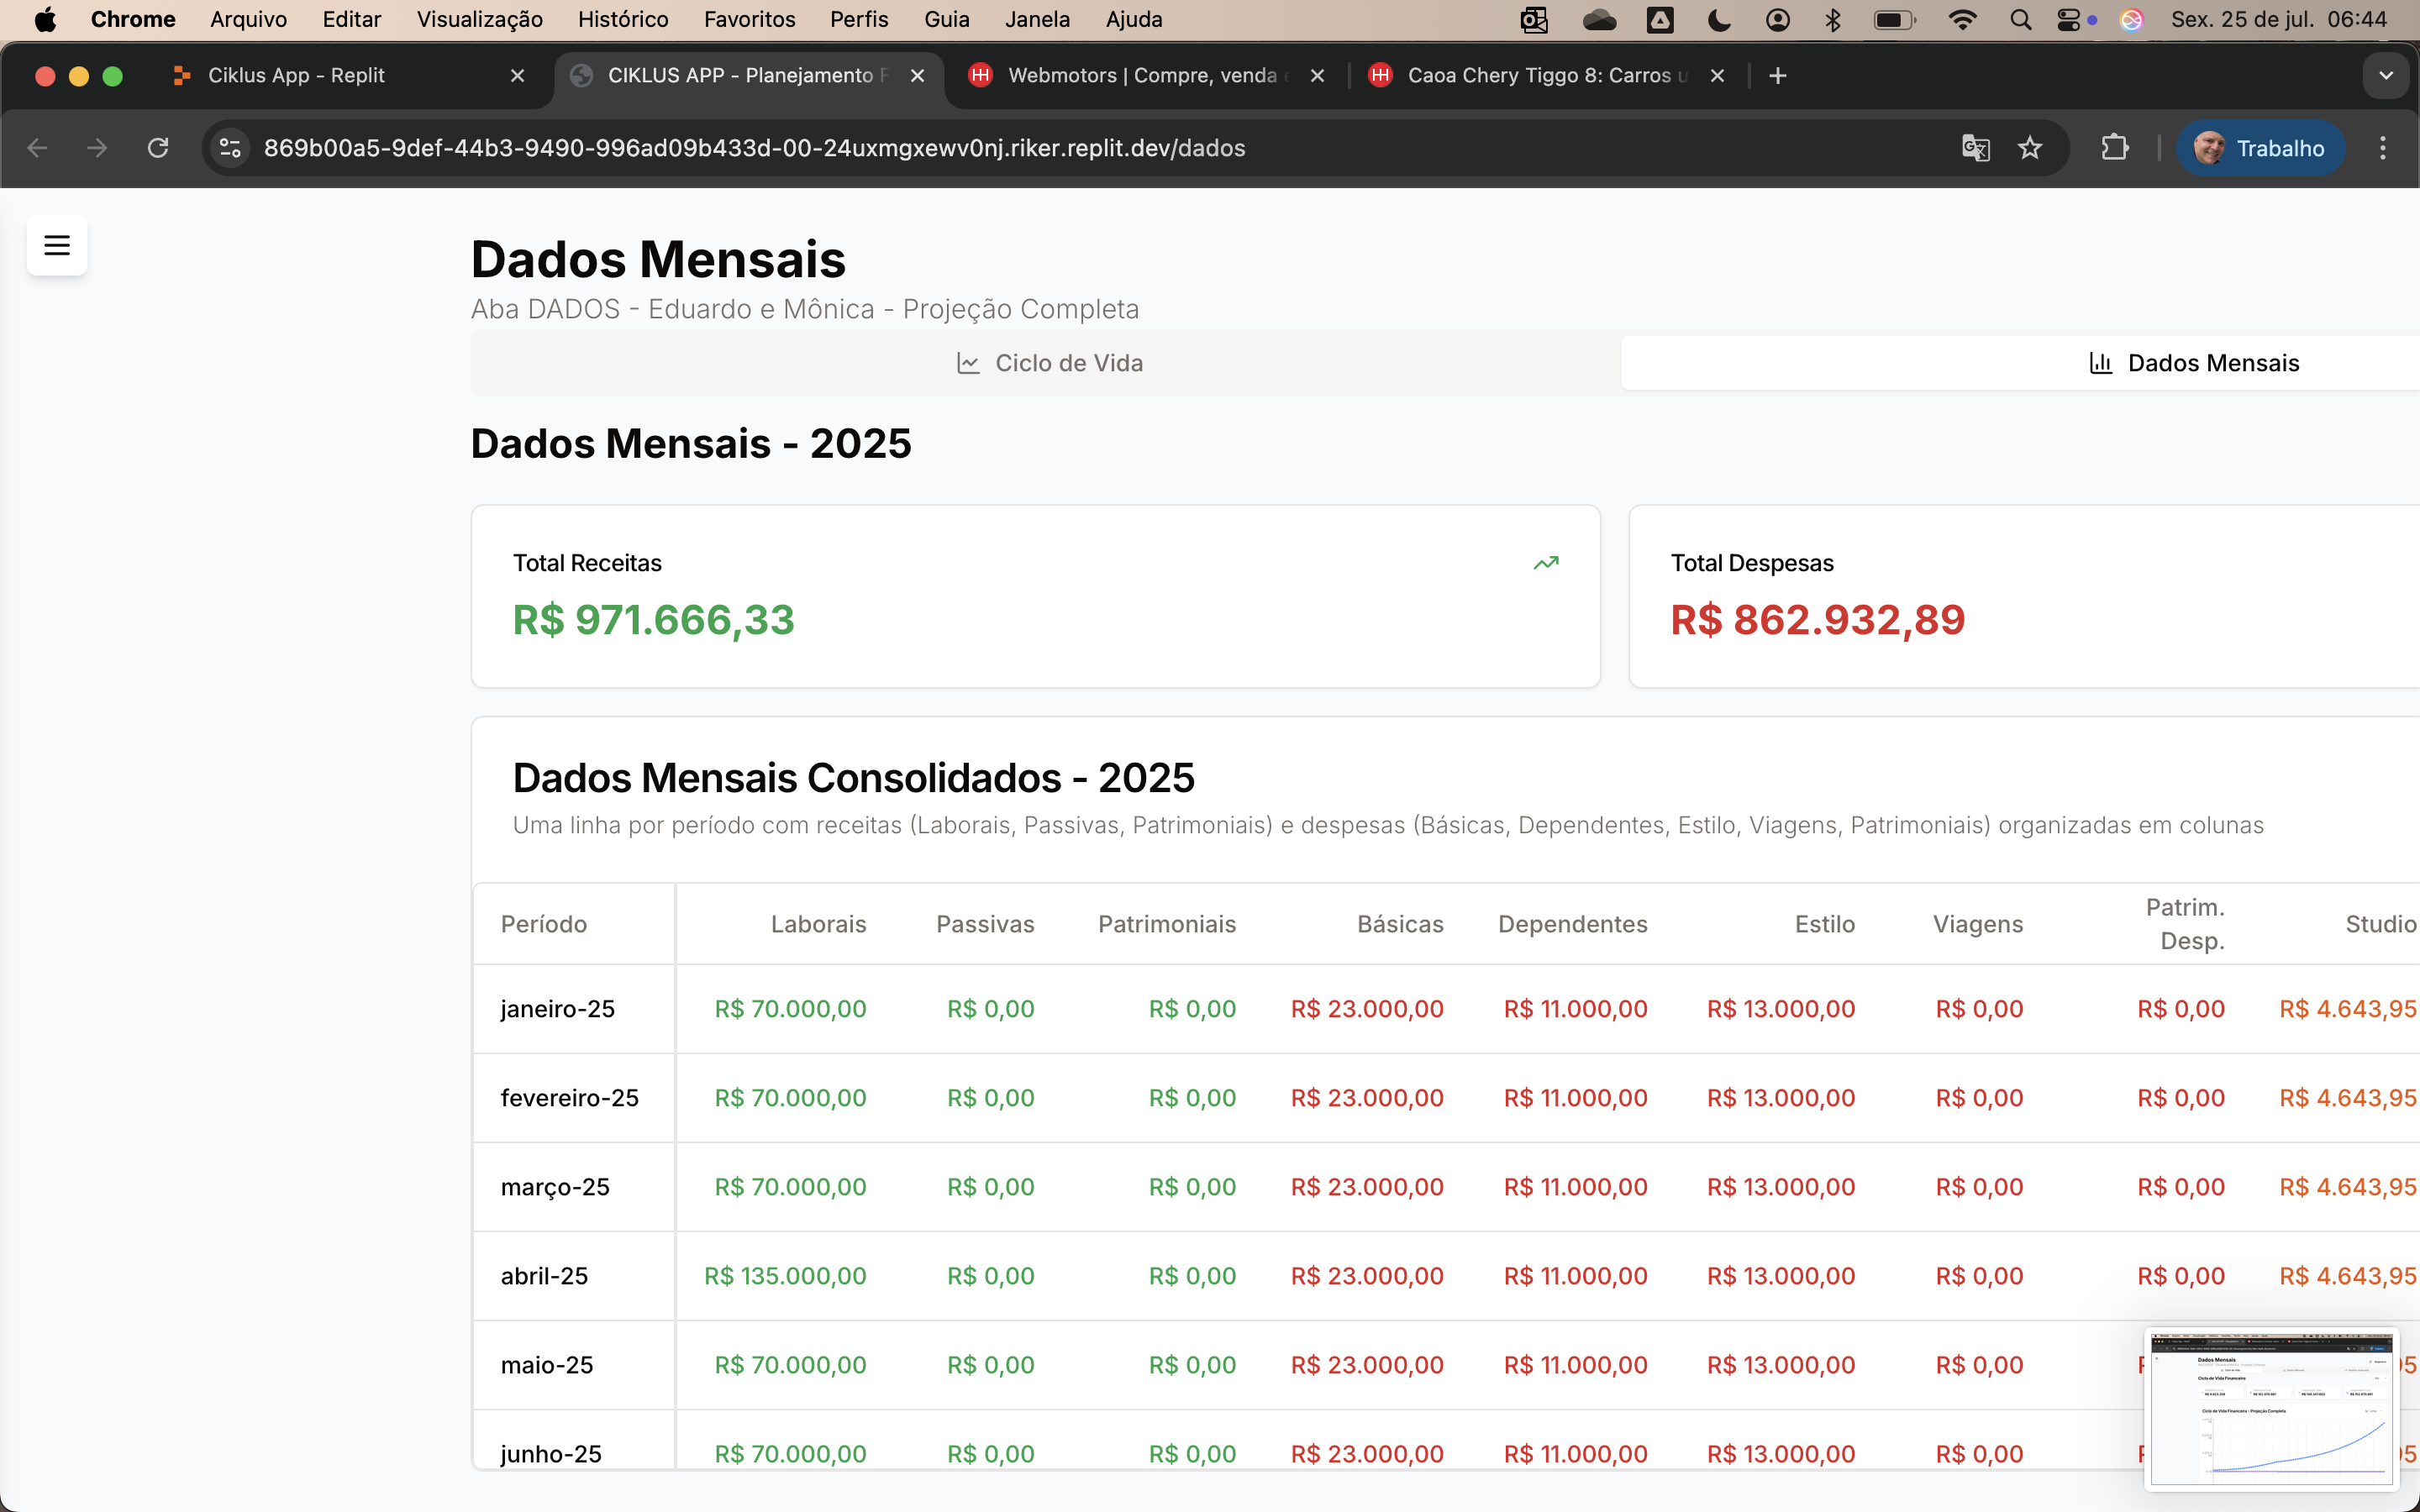 Chrome Arquivo Editar Visualização Histórico Favoritos Perfis Guia Janela Ajuda Sex. 25 de jul. 06:44
Ciklus App - Replit CIKLUS APP - Planejamento Webmotors | Compre, venda Caoa Chery Tiggo 8: Carros
869b00a5-9def-44b3-9490-996ad09b433d-00-24uxmgxewv0nj.riker.replit.dev/dados Trabalho
Dados Mensais
Aba DADOS - Eduardo e Mônica - Projeção Completa
Ciclo de Vida Dados Mensais
Dados Mensais - 2025
Total Receitas Total Despesas
R$ 971.666,33 R$ 862.932,89
Dados Mensais Consolidados - 2025
Uma linha por período com receitas (Laborais, Passivas, Patrimoniais) e despesas (Básicas, Dependentes, Estilo, Viagens, Patrimoniais) organizadas em colunas
Período Laborais Passivas Patrimoniais Básicas Dependentes Estilo Viagens Patrim. Desp. Studio
janeiro-25 R$ 70.000,00 R$ 0,00 R$ 0,00 R$ 23.000,00 R$ 11.000,00 R$ 13.000,00 R$ 0,00 R$ 0,00 R$ 4.643,95
fevereiro-25 R$ 70.000,00 R$ 0,00 R$ 0,00 R$ 23.000,00 R$ 11.000,00 R$ 13.000,00 R$ 0,00 R$ 0,00 R$ 4.643,95
março-25 R$ 70.000,00 R$ 0,00 R$ 0,00 R$ 23.000,00 R$ 11.000,00 R$ 13.000,00 R$ 0,00 R$ 0,00 R$ 4.643,95
abril-25 R$ 135.000,00 R$ 0,00 R$ 0,00 R$ 23.000,00 R$ 11.000,00 R$ 13.000,00 R$ 0,00 R$ 0,00 R$ 4.643,95
maio-25 R$ 70.000,00 R$ 0,00 R$ 0,00 R$ 23.000,00 R$ 11.000,00 R$ 13.000,00 R$ 0,00
junho-25 R$ 70.000,00 R$ 0,00 R$ 0,00 R$ 23.000,00 R$ 11.000,00 R$ 13.000,00 R$ 0,00
Dados Mensais
Ciclo de Vida Financeiro
Ciclo de Vida Financeiro - Projeção Completa